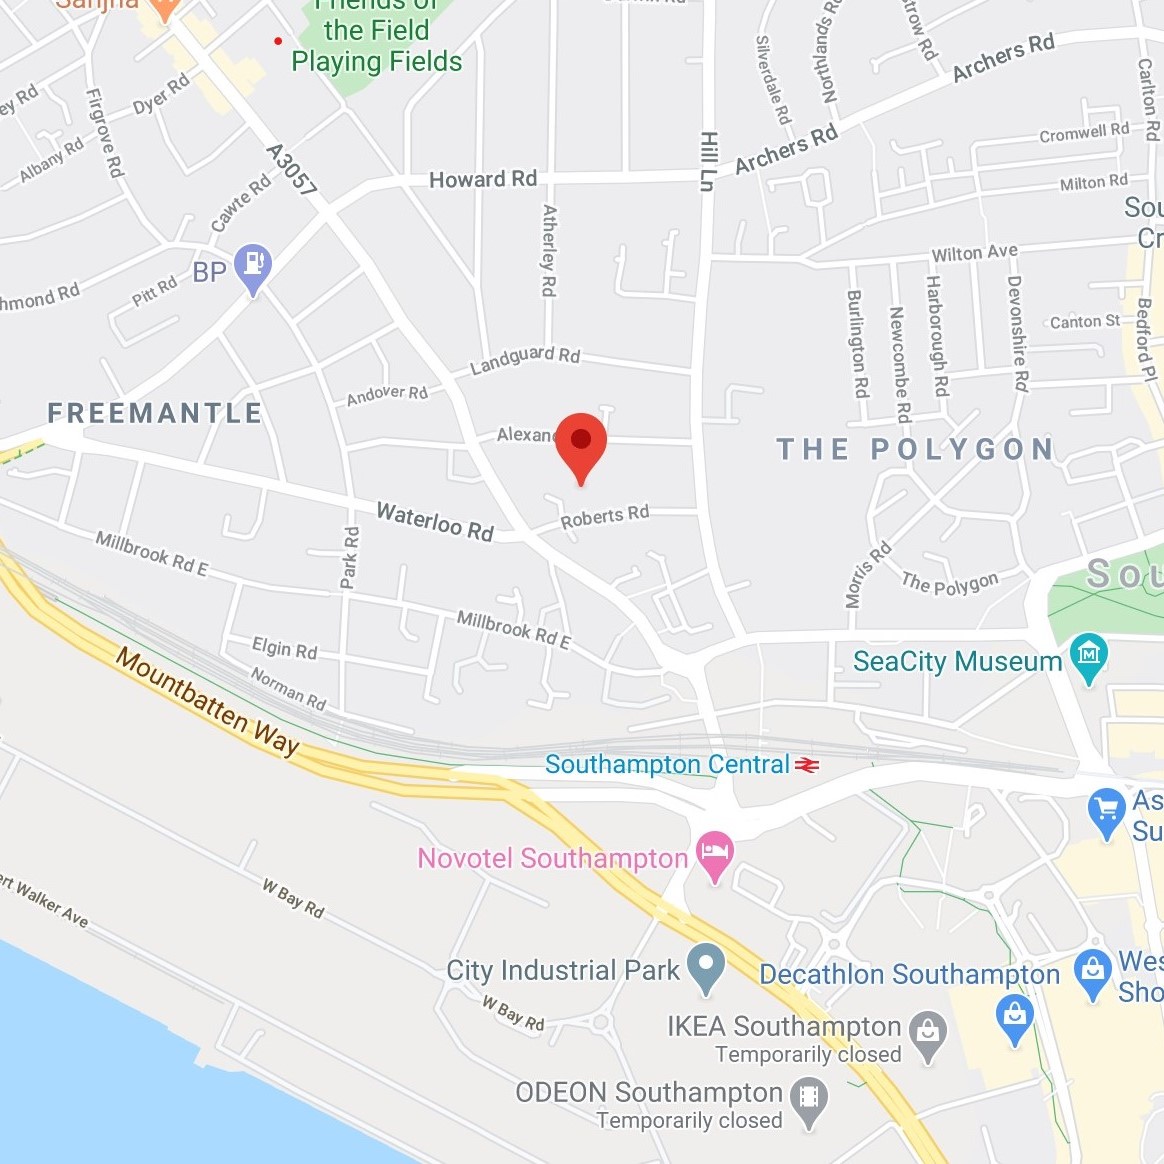 Sanjha
Friends of
the Field
Playing Fields
Silverdale Rd
Northlands Rd
Archers Rd
Carlton Rd
ey Rd
Firgrove Rd
Dyer Rd
Albany Rd
A3057
Cawte Rd
Howard Rd
Hill Ln
Archers Rd
Cromwell Rd
Milton Rd
Sou
Cr
Atherley Rd
Wilton Ave
BP
Pitt Rd
hmond Rd
Burlington Rd
Newcombe Rd
Harborough Rd
Devonshire Rd
Canton St
Bedford Pl
Landguard Rd
Andover Rd
FREEMANTLE
Alexan
THE POLYGON
Waterloo Rd
Roberts Rd
Park Rd
Millbrook Rd E
Morris Rd
The Polygon
Sou
Millbrook Rd E
Elgin Rd
Norman Rd
SeaCity Museum
Mountbatten Way
Southampton Central
As
Su
Novotel Southampton
W Bay Rd
ert Walker Ave
City Industrial Park
Decathlon Southampton
Wes
Sho
W Bay Rd
IKEA Southampton
Temporarily closed
ODEON Southampton
Temporarily closed